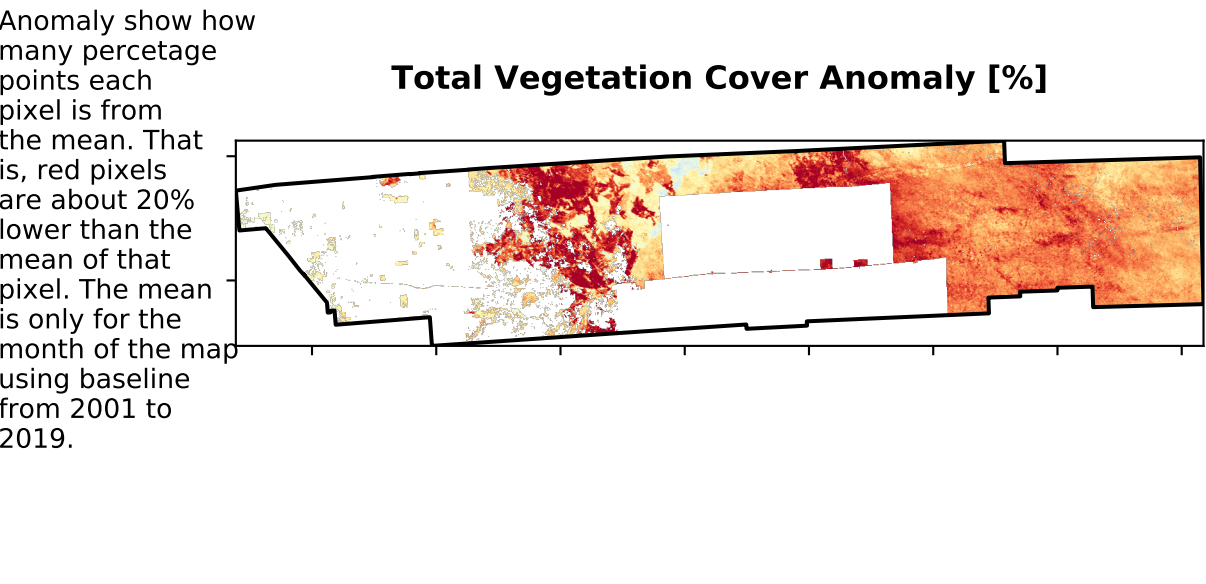 Anomaly show how
many percetage
points each
pixel is from
the mean. That
is, red pixels
are about 20%
lower than the
mean of that
pixel. The mean
is only for the
month of the map
using baseline
from 2001 to
2019.
Total Vegetation Cover Anomaly [%]